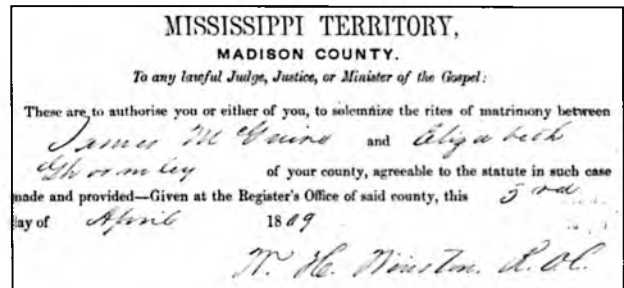 MISSISSIPPI TERRITORY,
MADISON COUNTY.
To any lawful Judge, Justice, or Minister of the Gospel:
These are to authorise you or either of you, to solemnize the rites of matrimony between
James McGuire and Elizabeth
Ghormley of your county, agreeable to the statute in such case
made and provided—Given at the Register's Office of said county, this 3rd
day of April 1809
W. H. Winston. R.O.C.